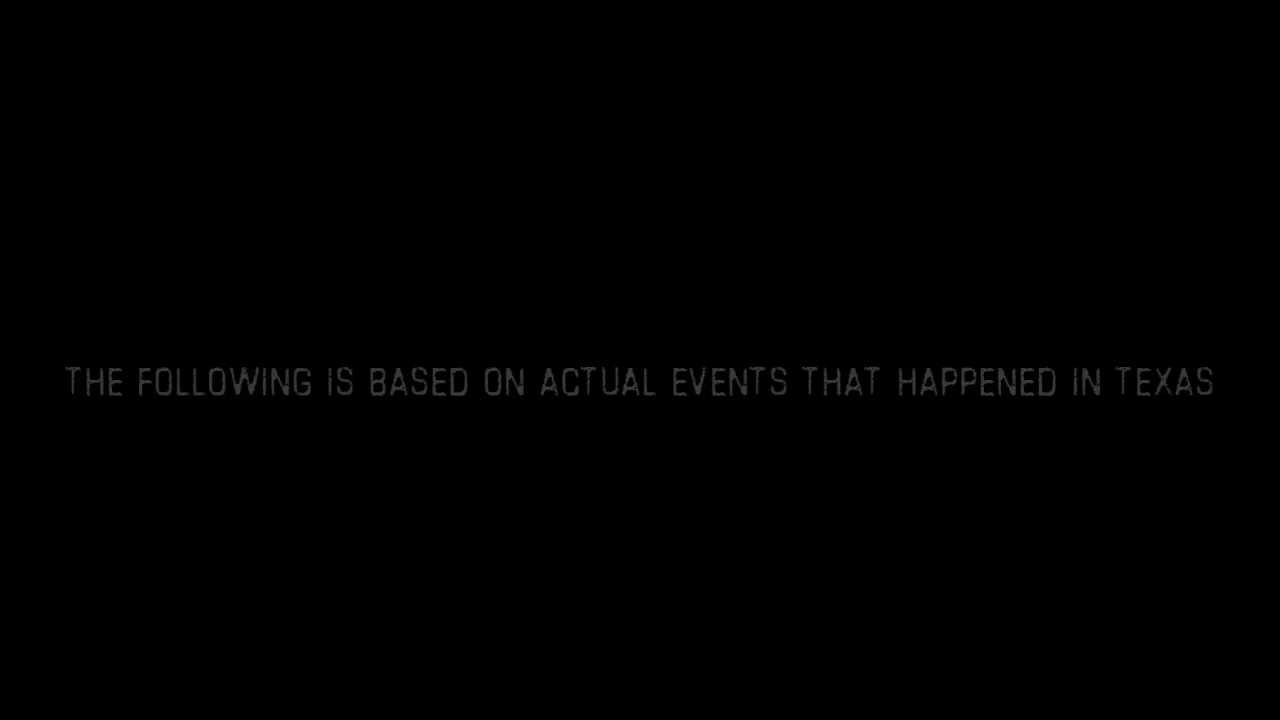 THE FOLLOWING IS BASED ON ACTUAL EVENTS THAT HAPPENED IN TEXAS